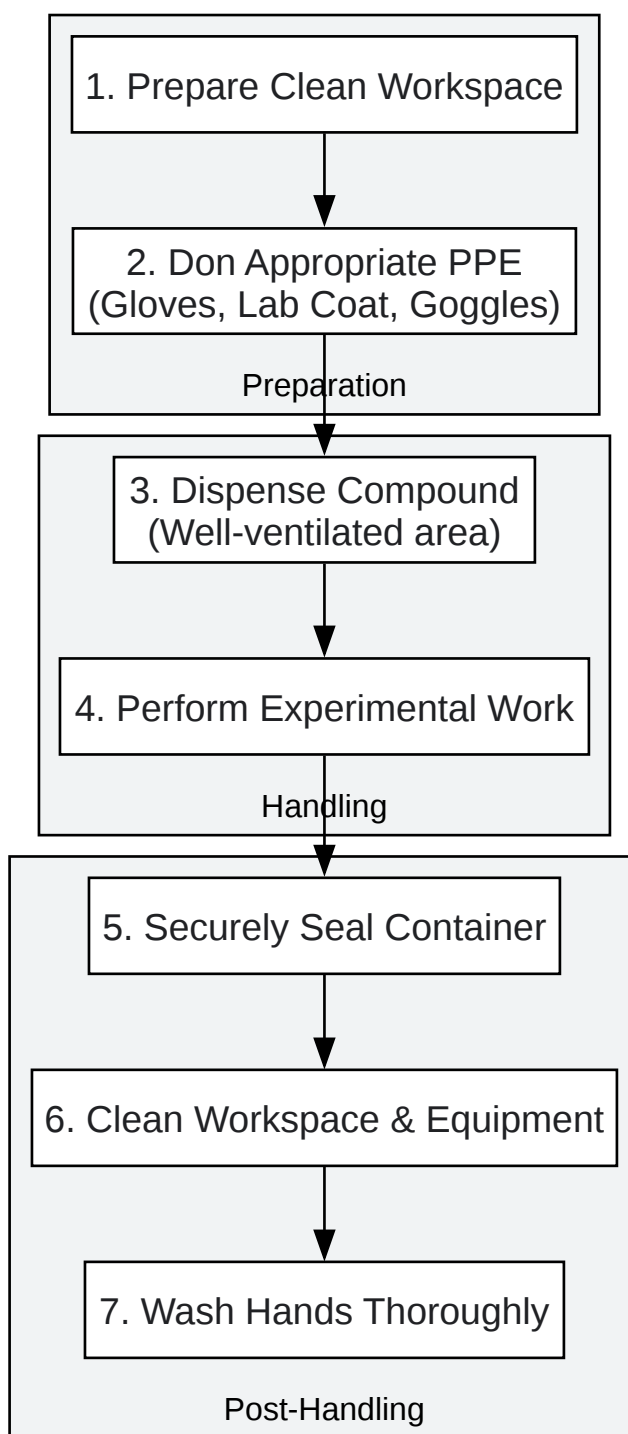 1. Prepare Clean Workspace
2. Don Appropriate PPE
(Gloves, Lab Coat, Goggles)
Preparation
3. Dispense Compound
(Well-ventilated area)
4. Perform Experimental Work
Handling
5. Securely Seal Container
6. Clean Workspace & Equipment
7. Wash Hands Thoroughly
Post-Handling